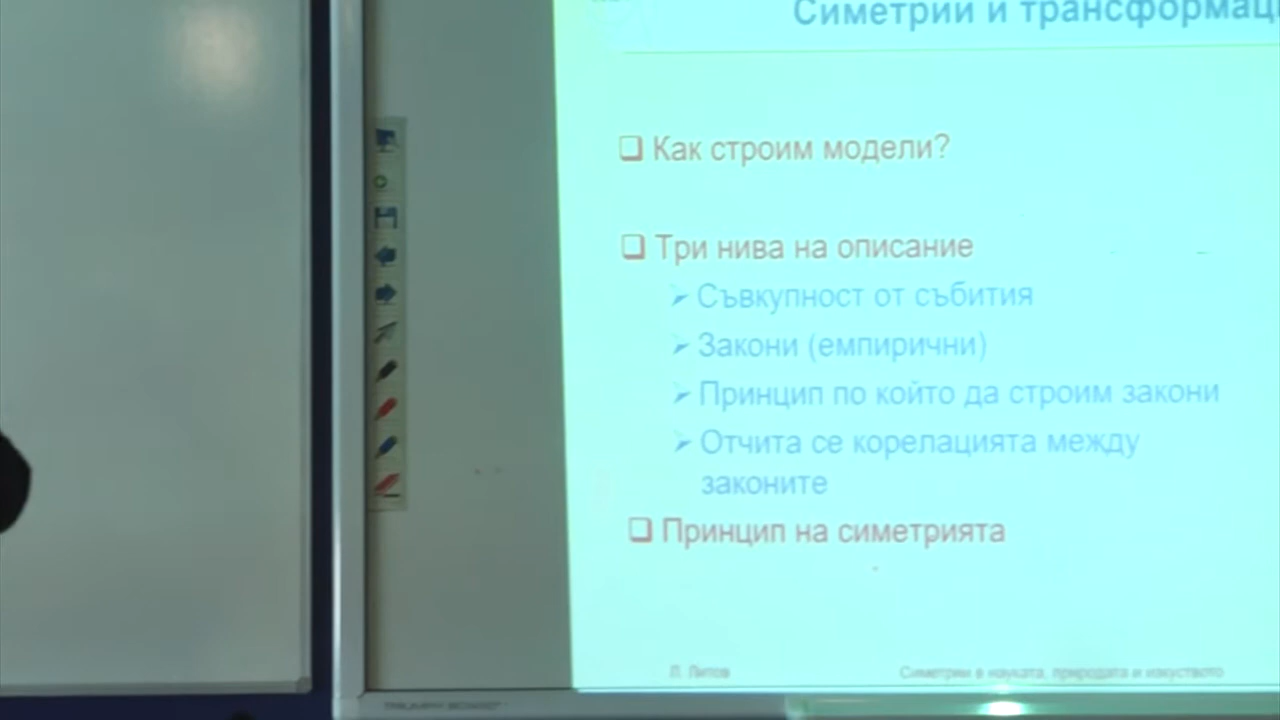 Симетрии и трансформац
Как строим модели?
Три нива на описание
Съвкупност от събития
Закони (емпирични)
Принцип по който да строим закони
Отчита се корелацията между
законите
Принцип на симетрията
Л. Литов
Симетрии в науката, природата и изкуството